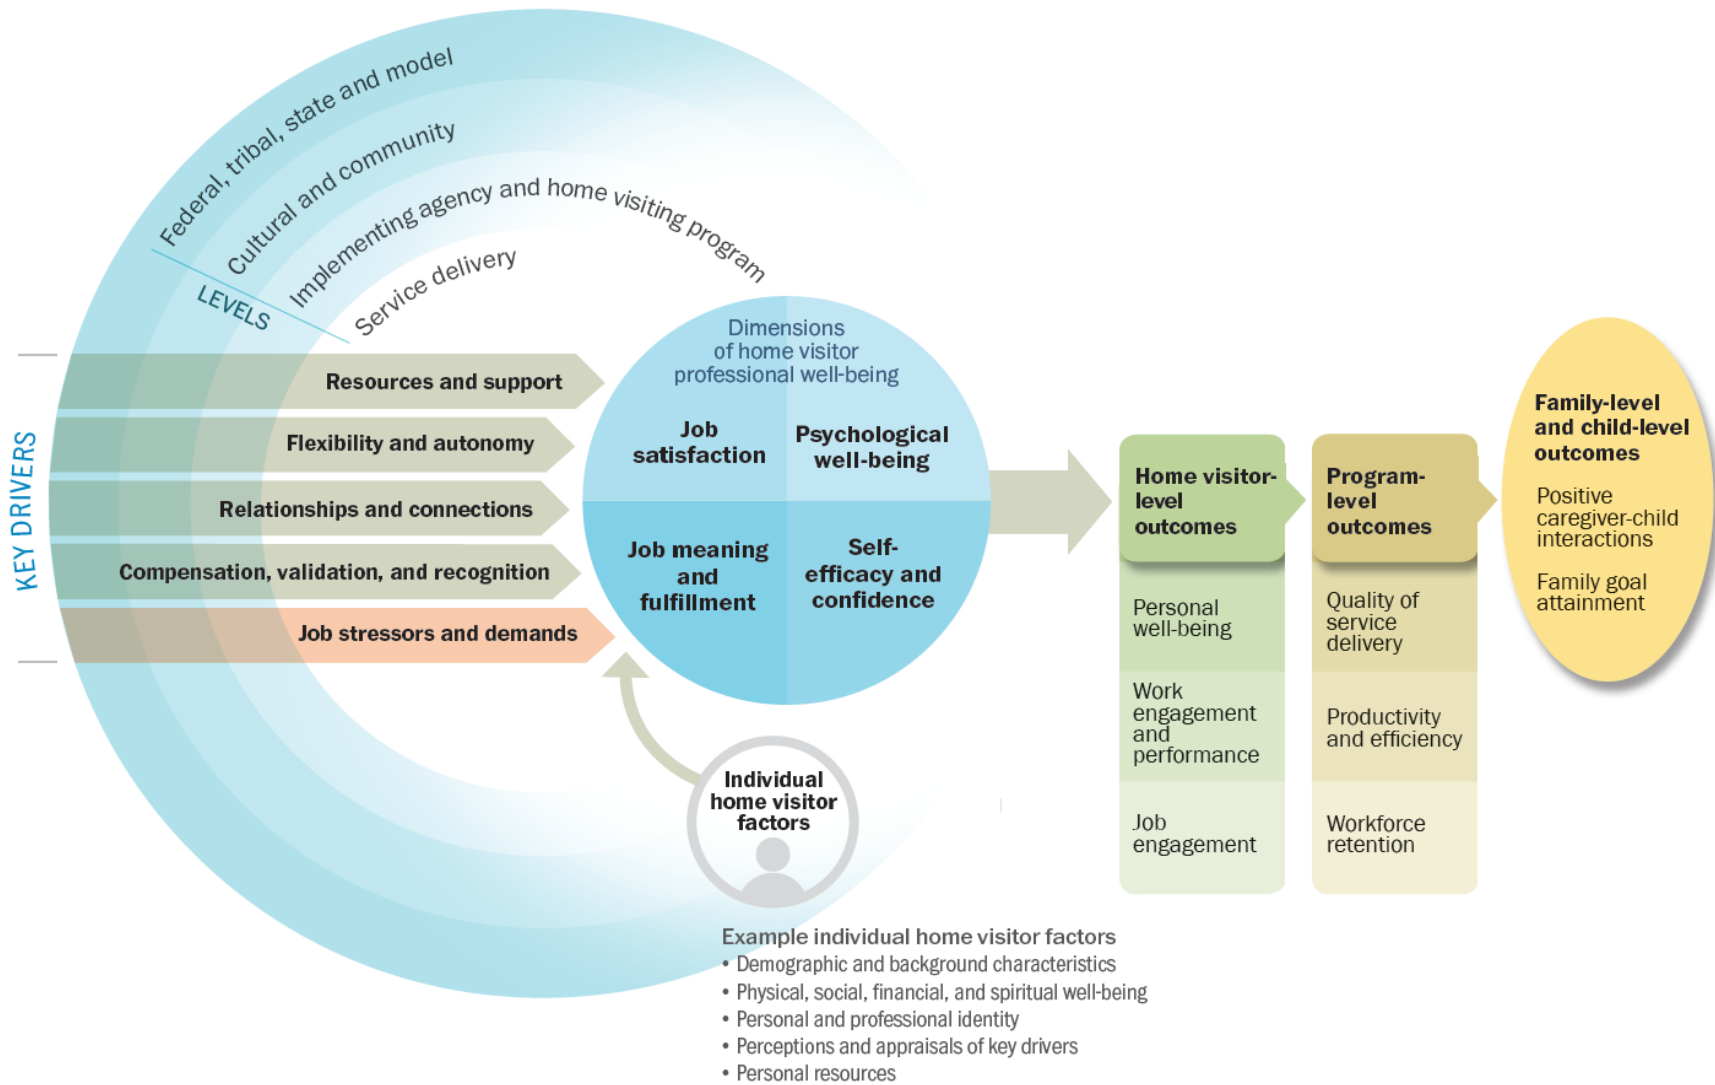 Federal, tribal, state and model
Cultural and community
Implementing agency and home visiting program
Service delivery
LEVELS
KEY DRIVERS
Resources and support
Flexibility and autonomy
Relationships and connections
Compensation, validation, and recognition
Job stressors and demands
Dimensions
of home visitor
professional well-being
Job
satisfaction
Psychological
well-being
Job meaning
and
fulfillment
Self-
efficacy and
confidence
Individual
home visitor
factors
Example individual home visitor factors
• Demographic and background characteristics
• Physical, social, financial, and spiritual well-being
• Personal and professional identity
• Perceptions and appraisals of key drivers
• Personal resources
Home visitor-
level
outcomes
Personal
well-being
Work
engagement
and
performance
Job
engagement
Program-
level
outcomes
Quality of
service
delivery
Productivity
and efficiency
Workforce
retention
Family-level
and child-level
outcomes
Positive
caregiver-child
interactions
Family goal
attainment